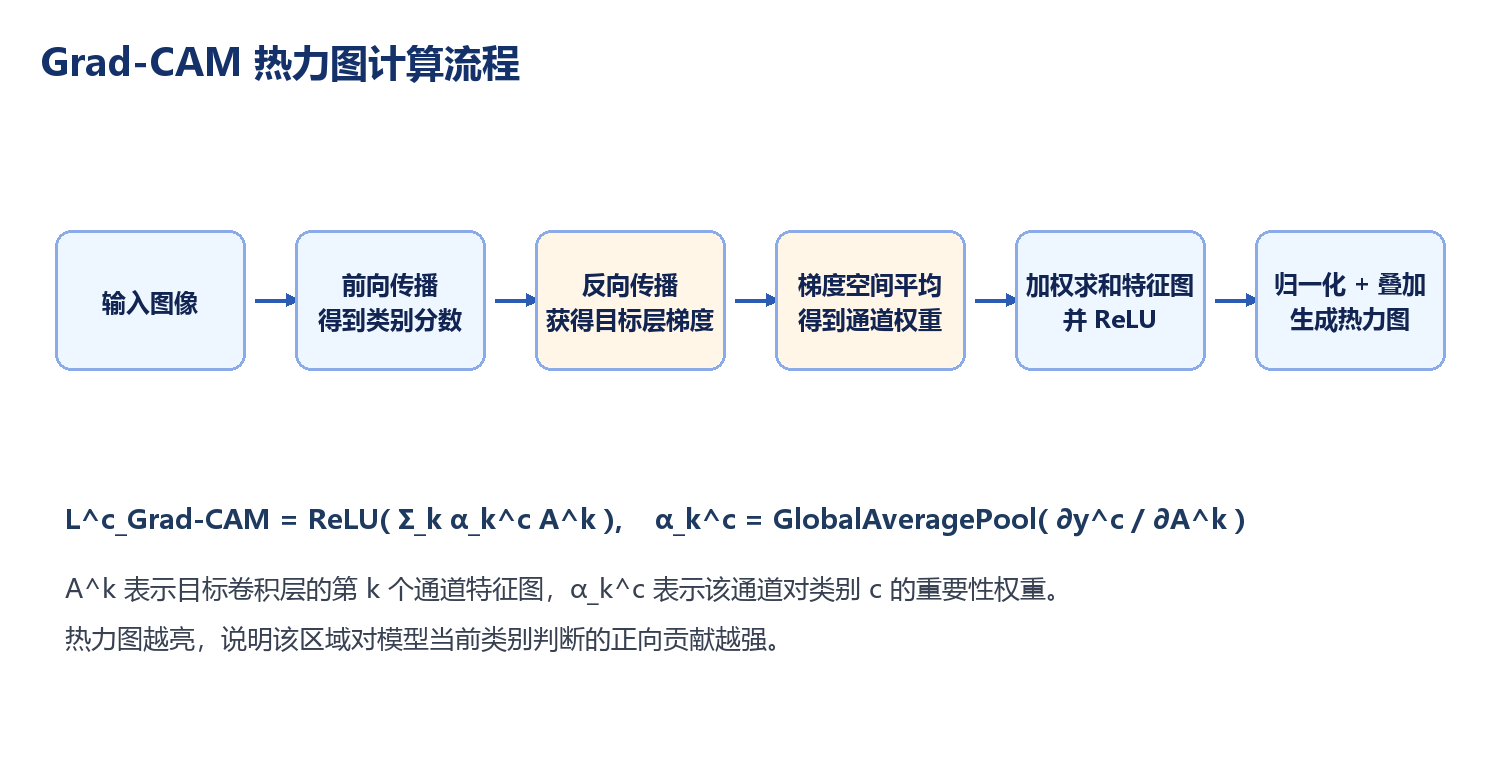 Grad-CAM 热力图计算流程
输入图像
前向传播
得到类别分数
反向传播
获得目标层梯度
梯度空间平均
得到通道权重
加权求和特征图
并 ReLU
归一化 + 叠加
生成热力图
L^c_Grad-CAM = ReLU( Σ_k α_k^c A^k ), α_k^c = GlobalAveragePool( ∂y^c / ∂A^k )
A^k 表示目标卷积层的第 k 个通道特征图，α_k^c 表示该通道对类别 c 的重要性权重。
热力图越亮，说明该区域对模型当前类别判断的正向贡献越强。